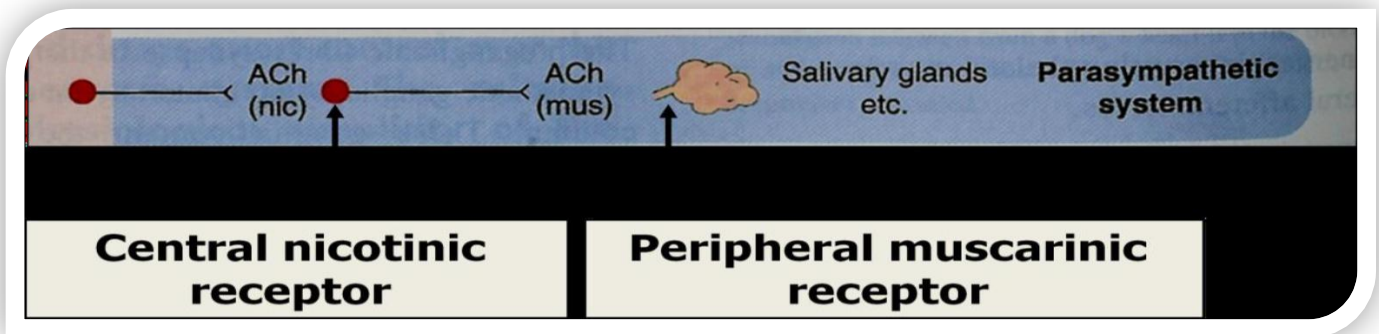 ACh
(nic)
ACh
(mus)
Salivary glands
etc.
Parasympathetic
system
Central nicotinic
receptor
Peripheral muscarinic
receptor